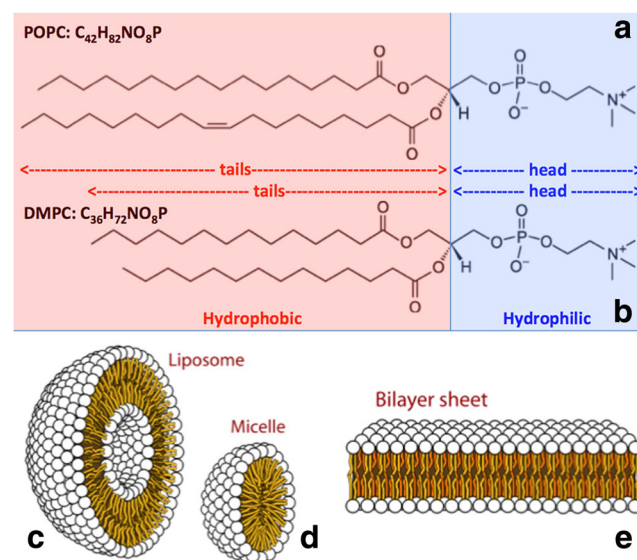 POPC: C₄₂H₈₂NO₈P a
O O O P O O⁻ O N⁺ H O
<---------------------- tails ----------------------> <---------- head ---------->
<---------------- tails ----------------> <---------- head ---------->
DMPC: C₃₆H₇₂NO₈P
O O O P O O⁻ O N⁺ H O
Hydrophobic Hydrophilic b
Liposome
Micelle
Bilayer sheet
c d e